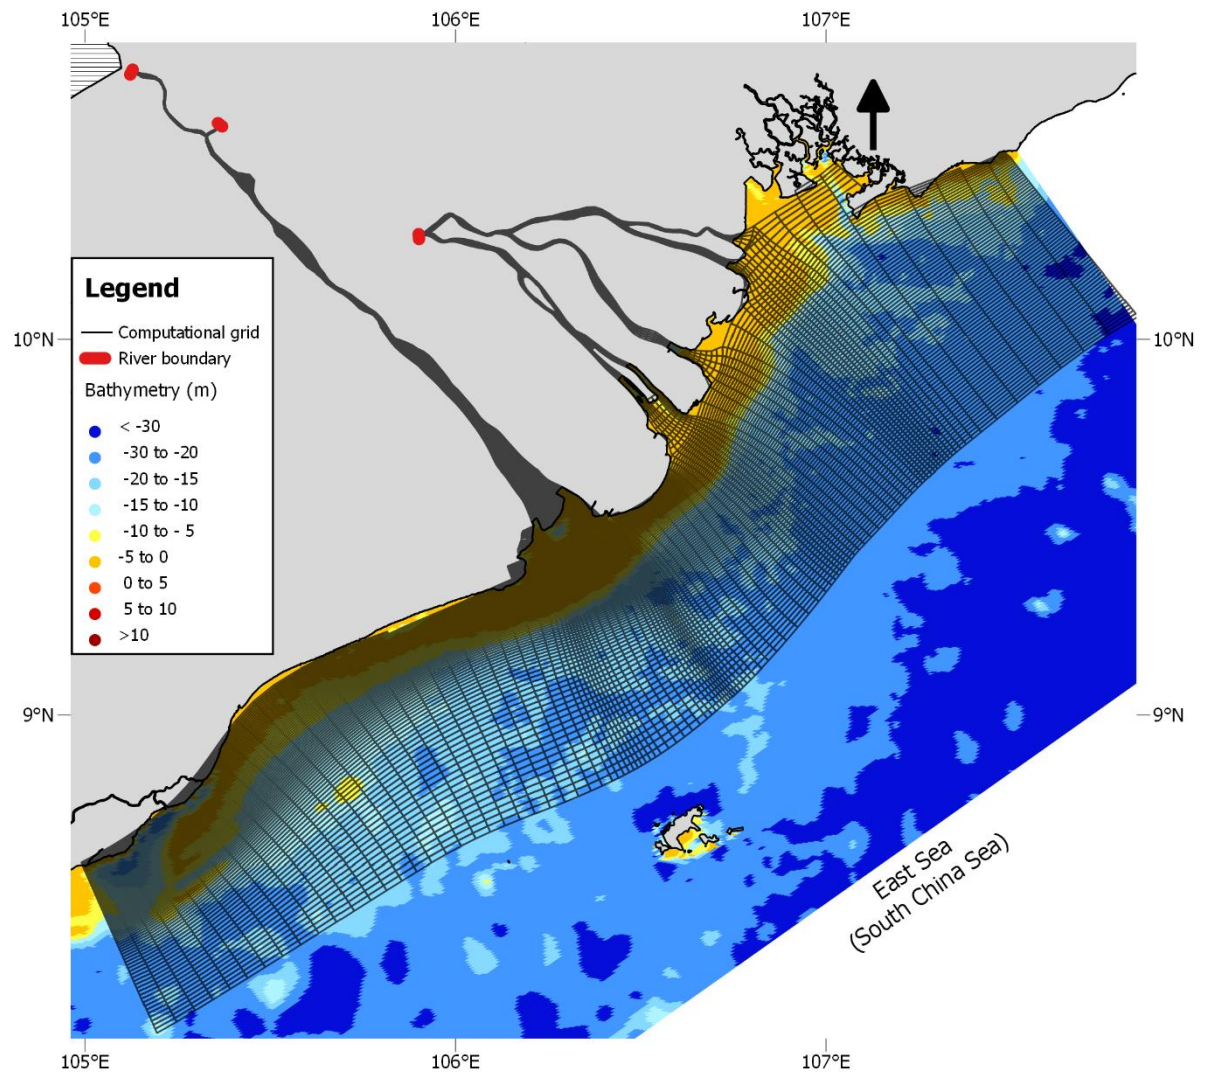 105°E 106°E 107°E
Legend
Computational grid
River boundary
Bathymetry (m)
< -30
-30 to -20
-20 to -15
-15 to -10
-10 to - 5
-5 to 0
0 to 5
5 to 10
>10
10°N 10°N
9°N 9°N
East Sea
(South China Sea)
105°E 106°E 107°E